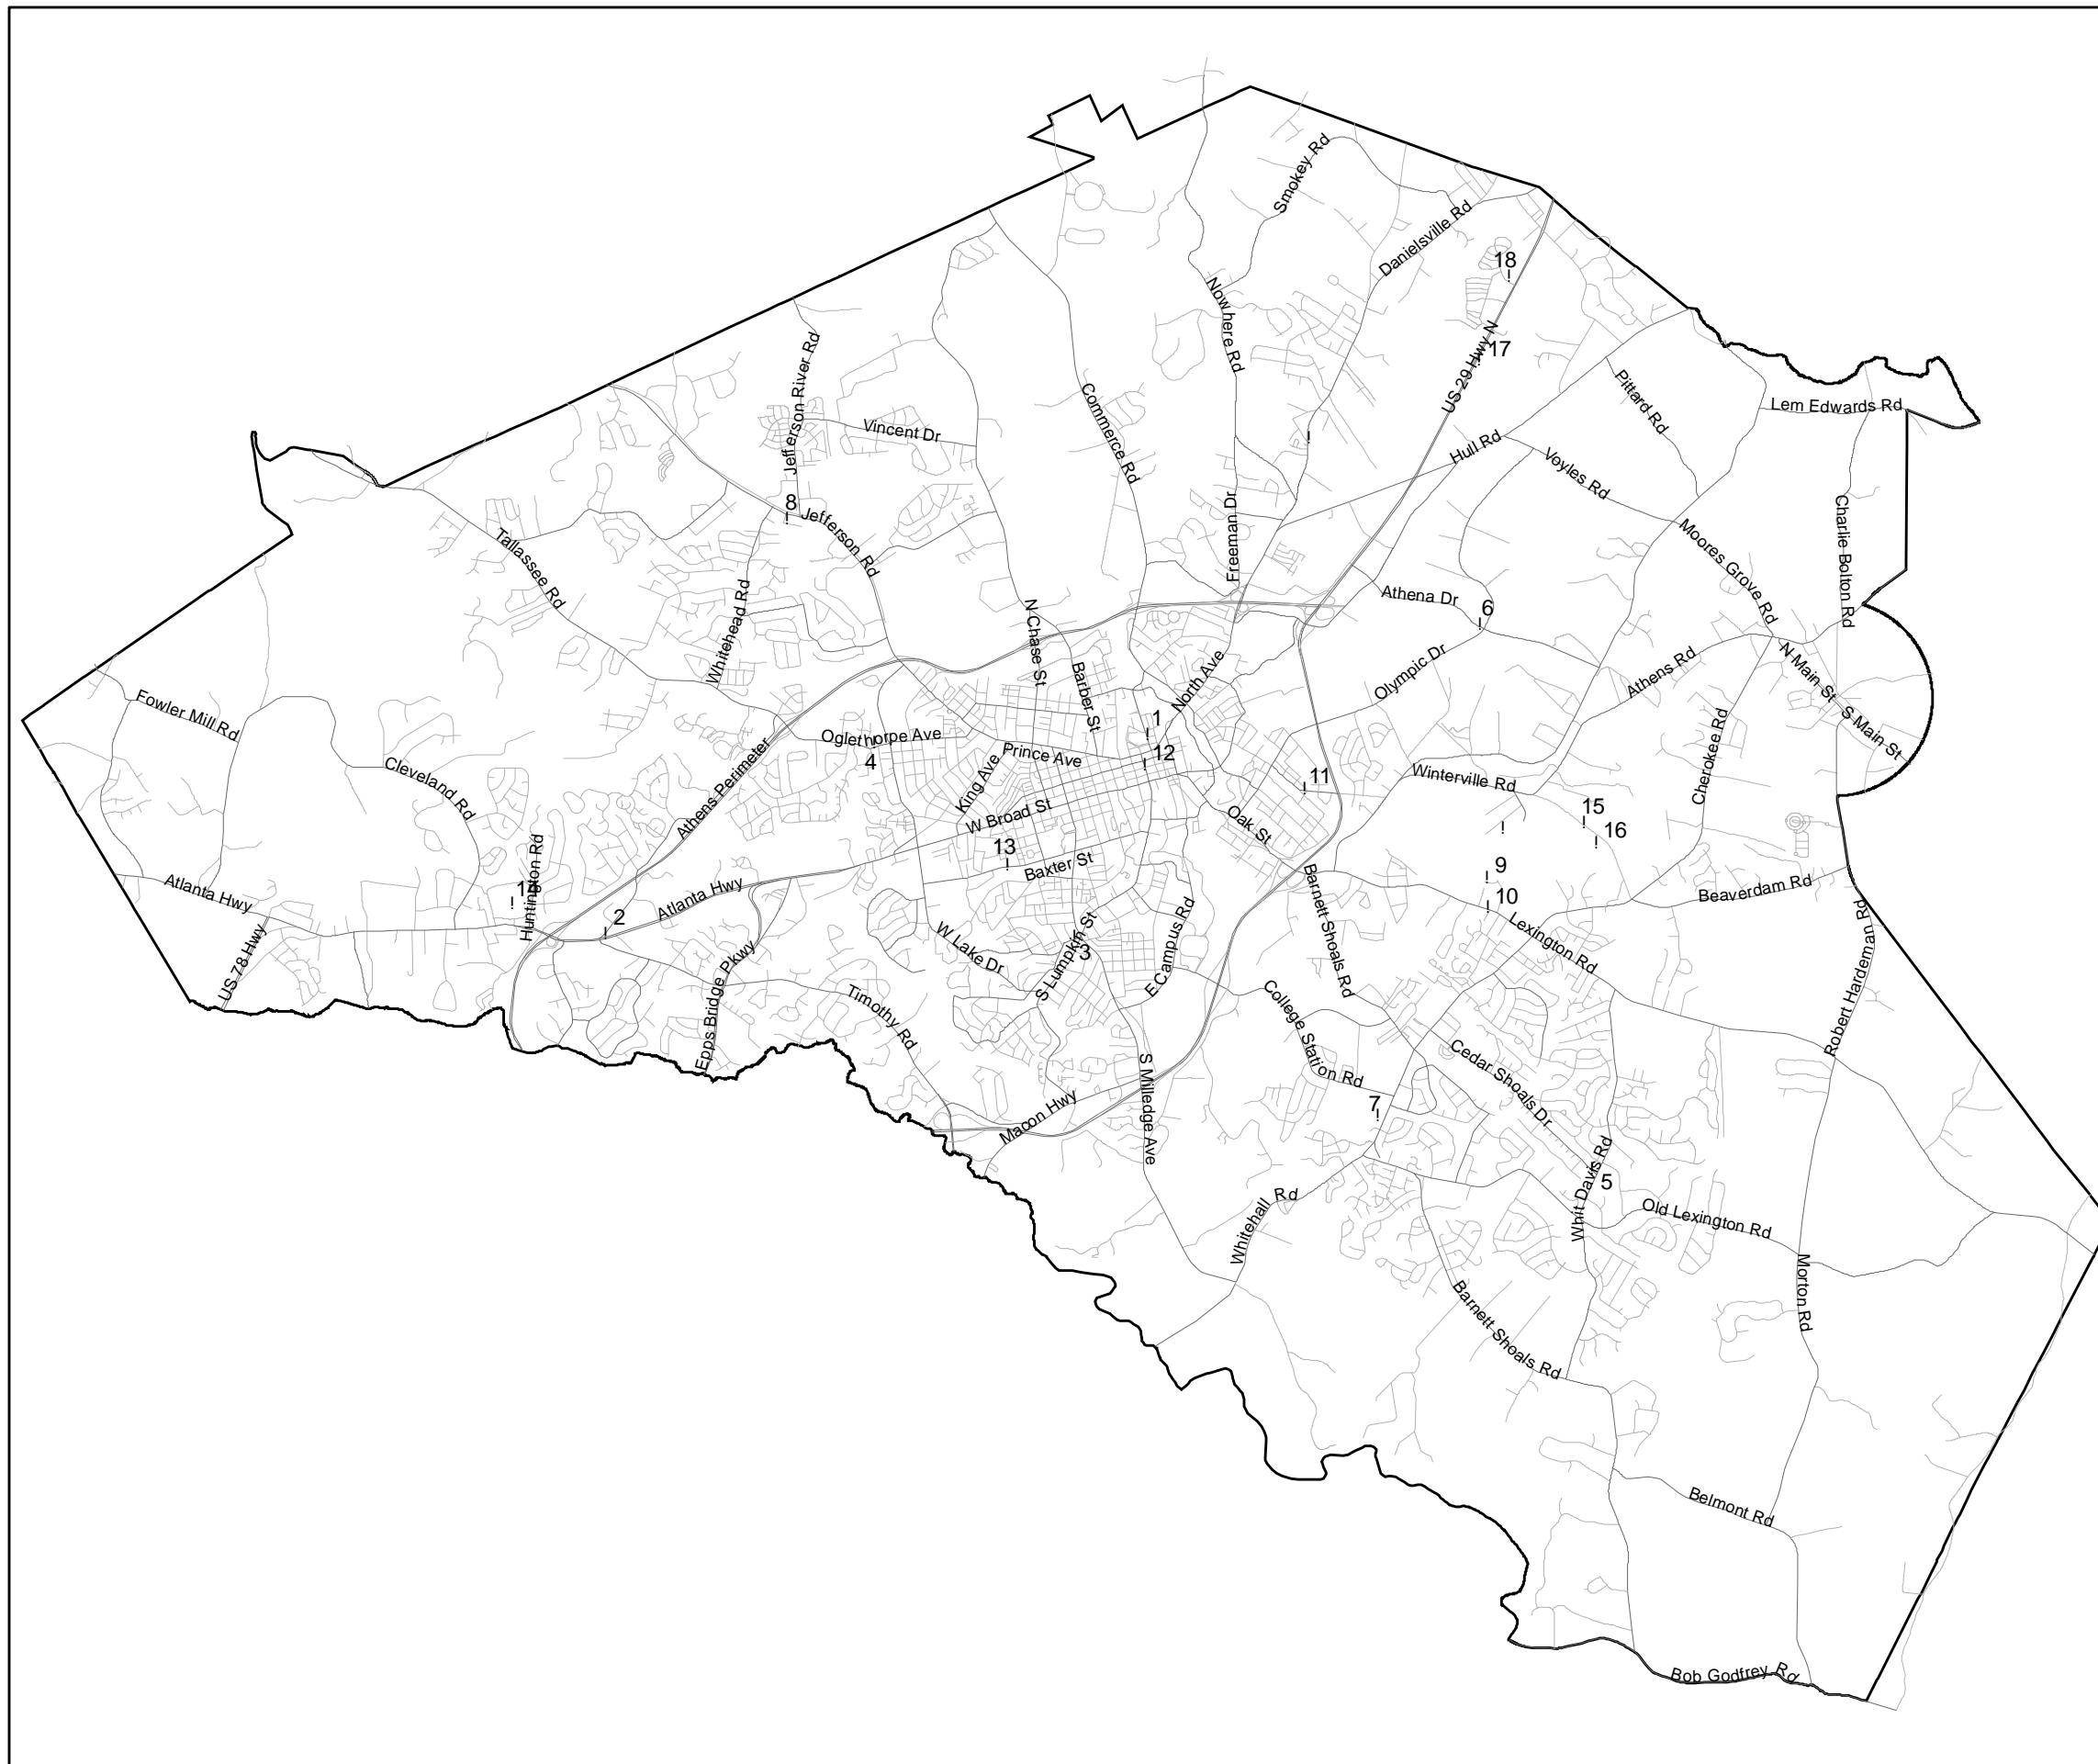 Smokey Rd
Danielsville Rd
18
Nowhere Rd
US 29 Hwy N
17
Jefferson River Rd
Pittard Rd
Lem Edwards Rd
Commerce Rd
Vincent Dr
!
Hull Rd
Voyles Rd
8
!
Jefferson Rd
Freeman Dr
Charlie Bolton Rd
Moores Grove Rd
Tallassee Rd
Athena Dr
6
!
Whitehead Rd
N Chase St
Barber St
North Ave
Olympic Dr
Athens Rd
N Main St
S Main St
Fowler Mill Rd
1
!
Oglethorpe Ave
4
Prince Ave
12
!
Cherokee Rd
Cleveland Rd
Athens Perimeter
King Ave
W Broad St
11
!
Winterville Rd
Oak St
15
!
16
!
!
Huntington Rd
13
!
Baxter St
9
!
10
!
Barnett Shoals Rd
Beaverdam Rd
Atlanta Hwy
14
!
2
!
Atlanta Hwy
US 78 Hwy
Epps Bridge Pkwy
W Lake Dr
S Lumpkin St
3
E Campus Rd
Lexington Rd
Robert Hardeman Rd
Timothy Rd
College Station Rd
Cedar Shoals Dr
7
!
Macon Hwy
S Milledge Ave
Whit Davis Rd
5
Old Lexington Rd
Whitehall Rd
Morton Rd
Barnett Shoals Rd
Belmont Rd
Bob Godfrey Rd